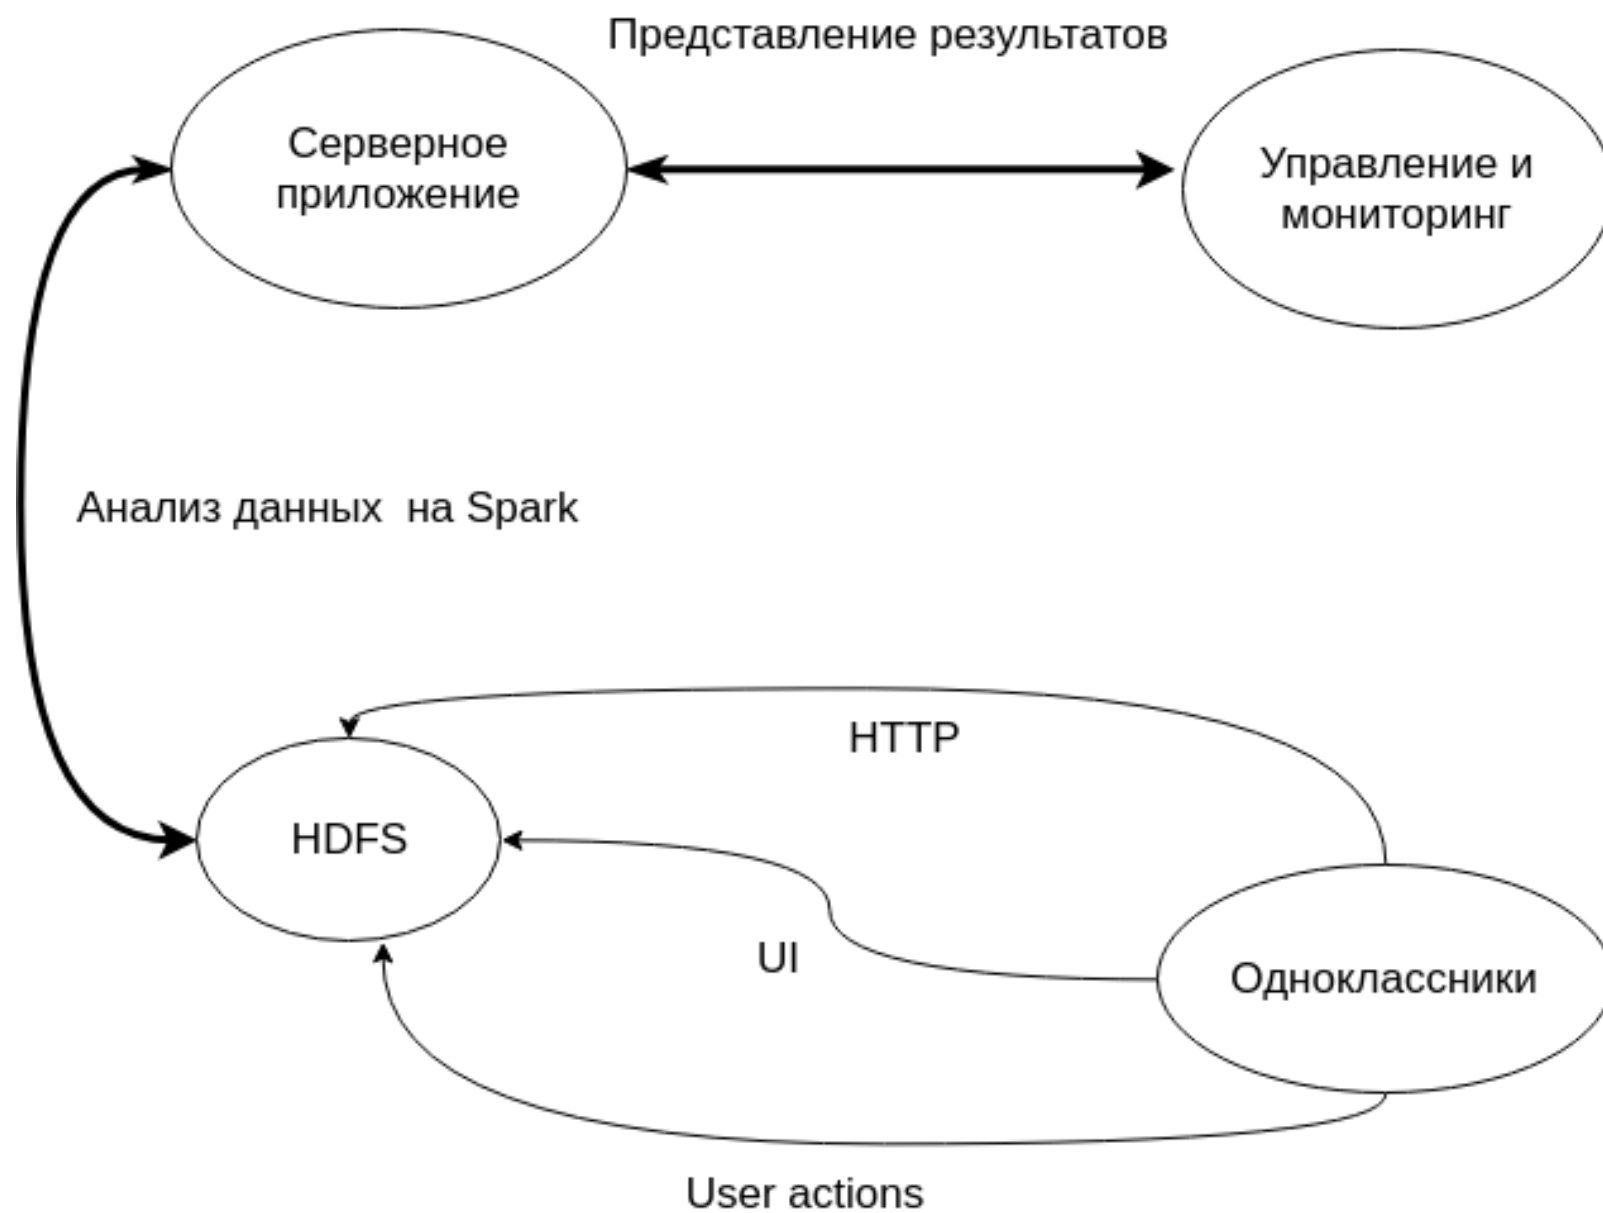 Представление результатов
Серверное
приложение
Управление и
мониторинг
Анализ данных  на Spark
HTTP
HDFS
UI
Одноклассники
User actions